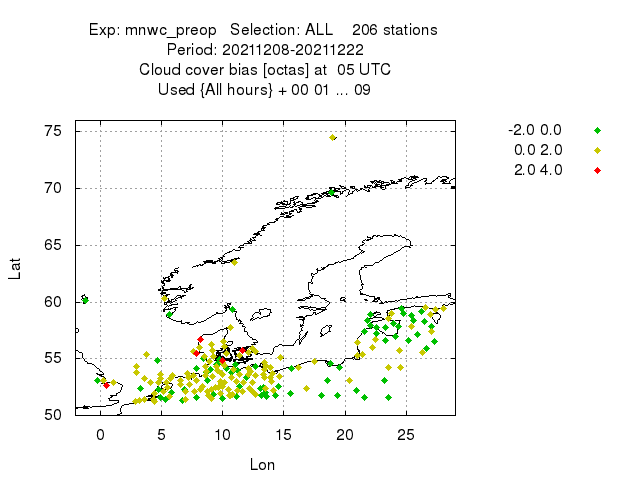 Exp: mnwc_preop   Selection: ALL    206 stations
Period: 20211208-20211222
Cloud cover bias [octas] at  05 UTC
Used {All hours} + 00 01 ... 09
-2.0 0.0
0.0 2.0
2.0 4.0
75
70
65
60
55
50
Lat
0 5 10 15 20 25
Lon